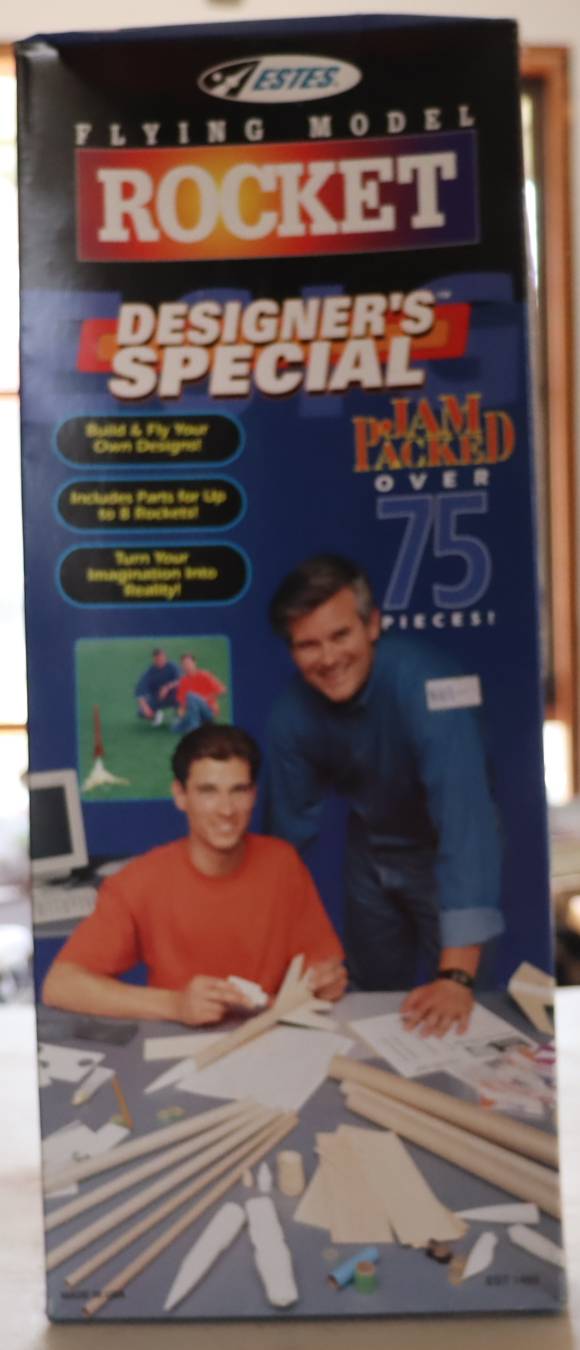 ESTES
FLYING MODEL
ROCKET
DESIGNER'S
SPECIAL
Build & Fly Your
Own Designs!
Includes Parts for Up
to 8 Rockets!
Turn Your
Imagination Into
Reality!
JAM
PACKED
OVER
75
PIECES!